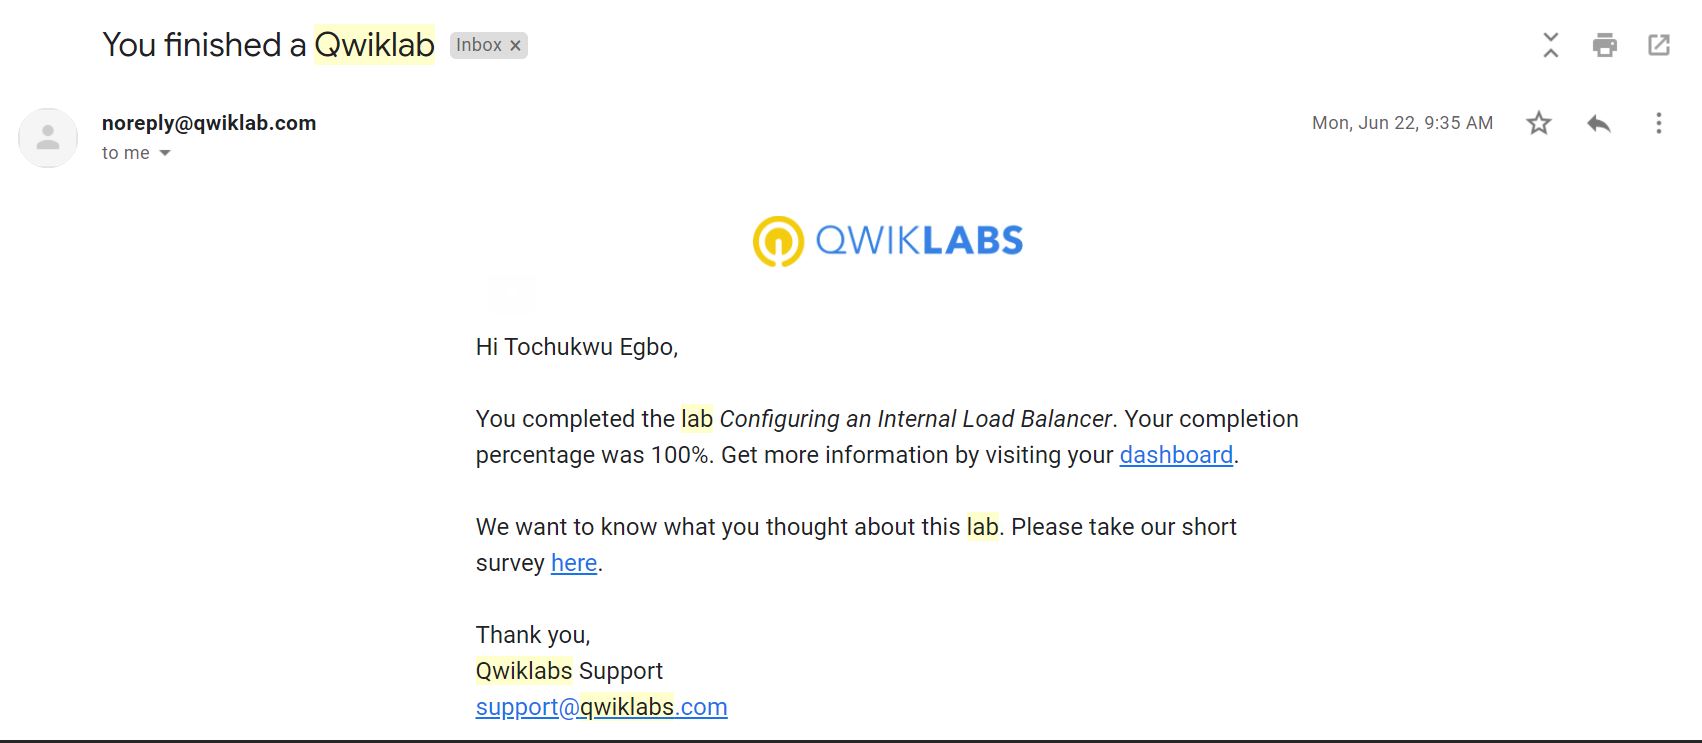 You finished a Qwiklab Inbox ×
noreply@qwiklab.com
Mon, Jun 22, 9:35 AM
to me
QWIKLABS
Hi Tochukwu Egbo,
You completed the lab Configuring an Internal Load Balancer. Your completion
percentage was 100%. Get more information by visiting your dashboard.
We want to know what you thought about this lab. Please take our short
survey here.
Thank you,
Qwiklabs Support
support@qwiklabs.com